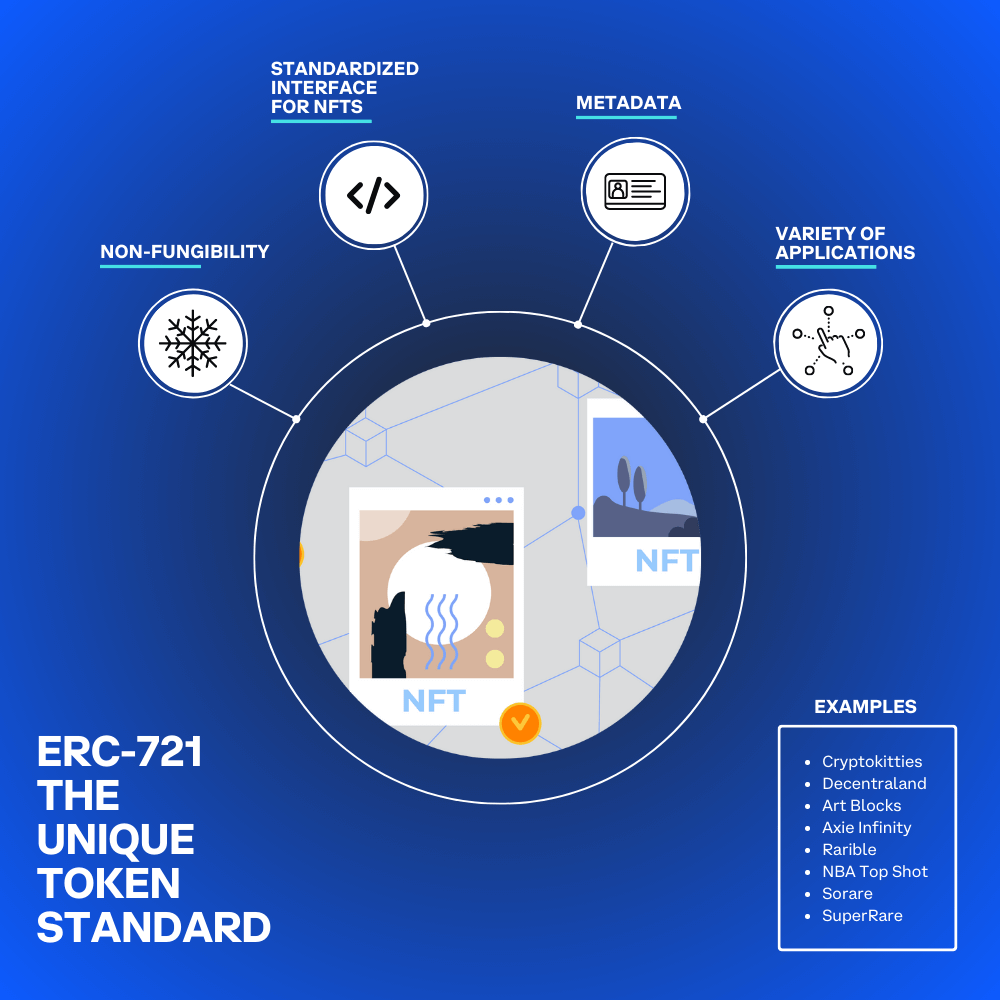 STANDARDIZED
INTERFACE
FOR NFTS
METADATA
NON-FUNGIBILITY
VARIETY OF
APPLICATIONS
NFT
NFT
ERC-721
THE
UNIQUE
TOKEN
STANDARD
EXAMPLES
• Cryptokitties
• Decentraland
• Art Blocks
• Axie Infinity
• Rarible
• NBA Top Shot
• Sorare
• SuperRare